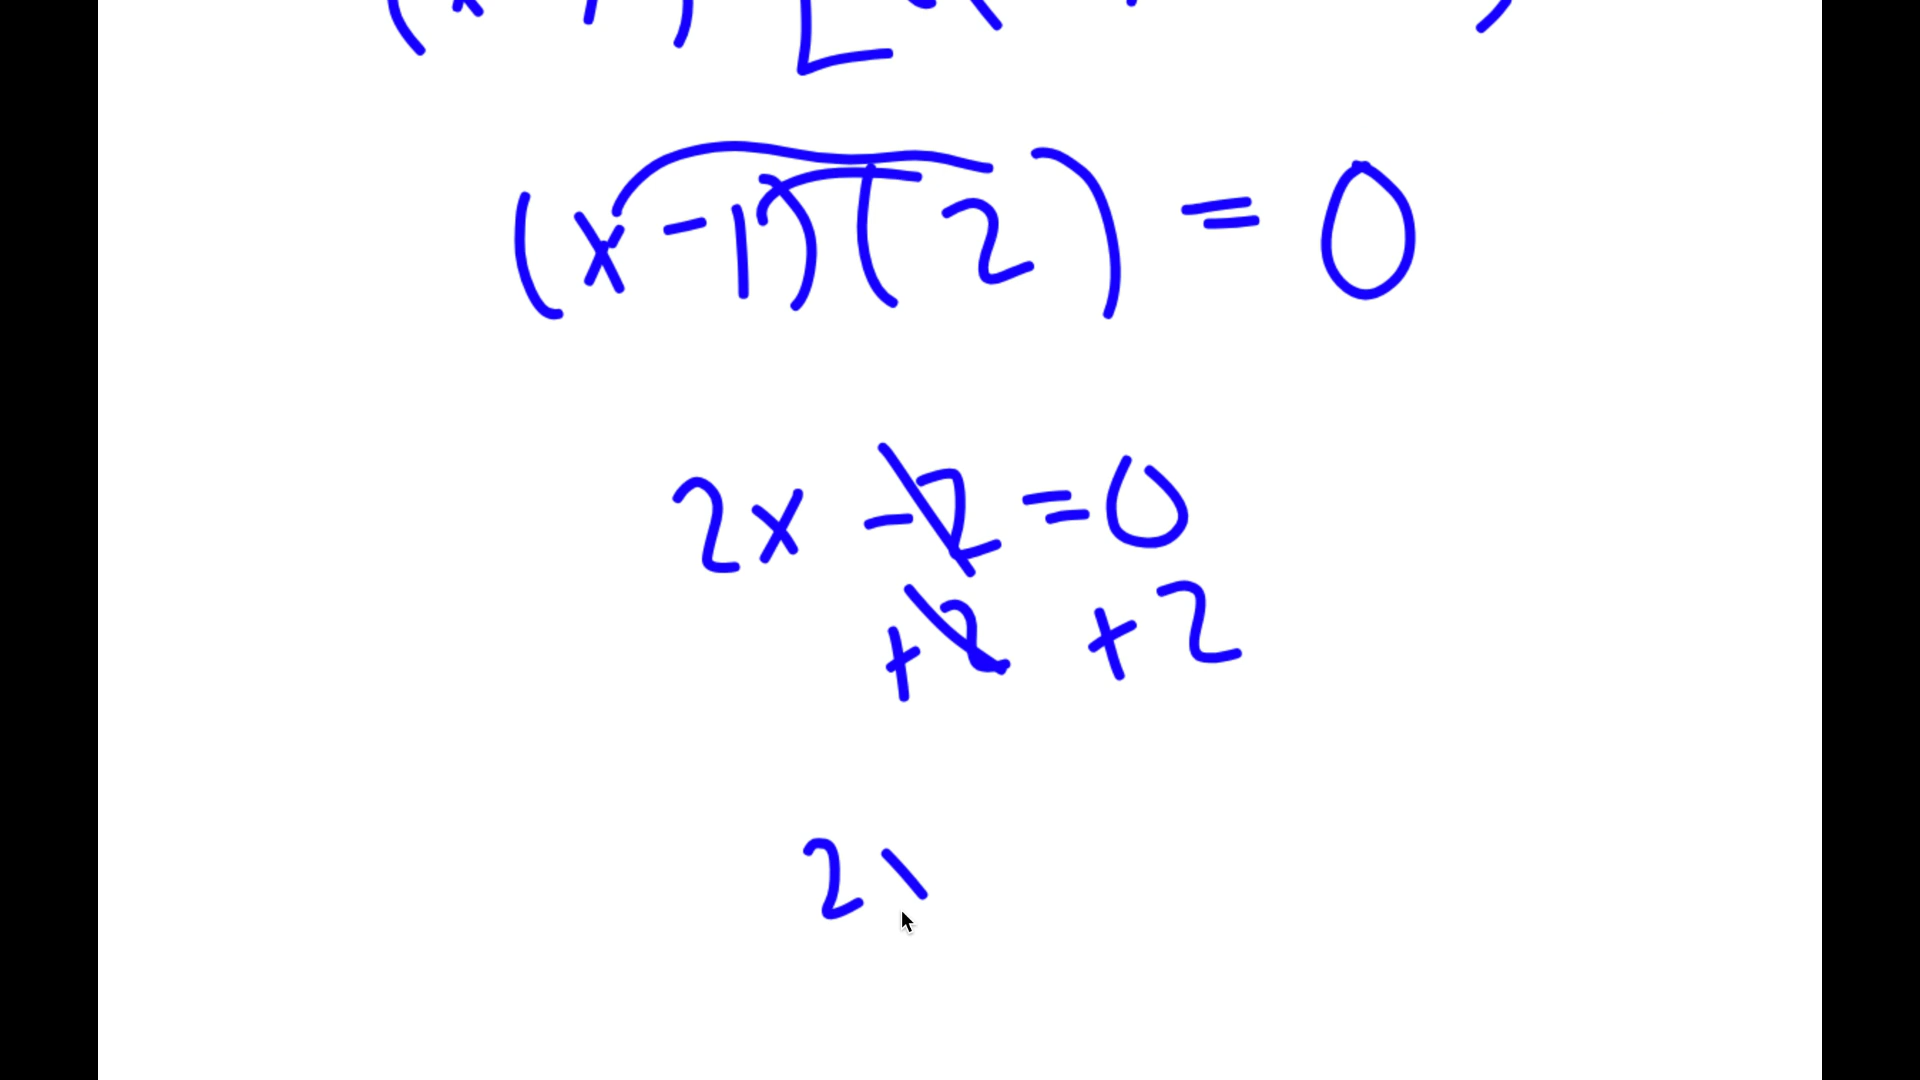 (x-1)(2) = 0
2x - 2 = 0
+2 +2
2